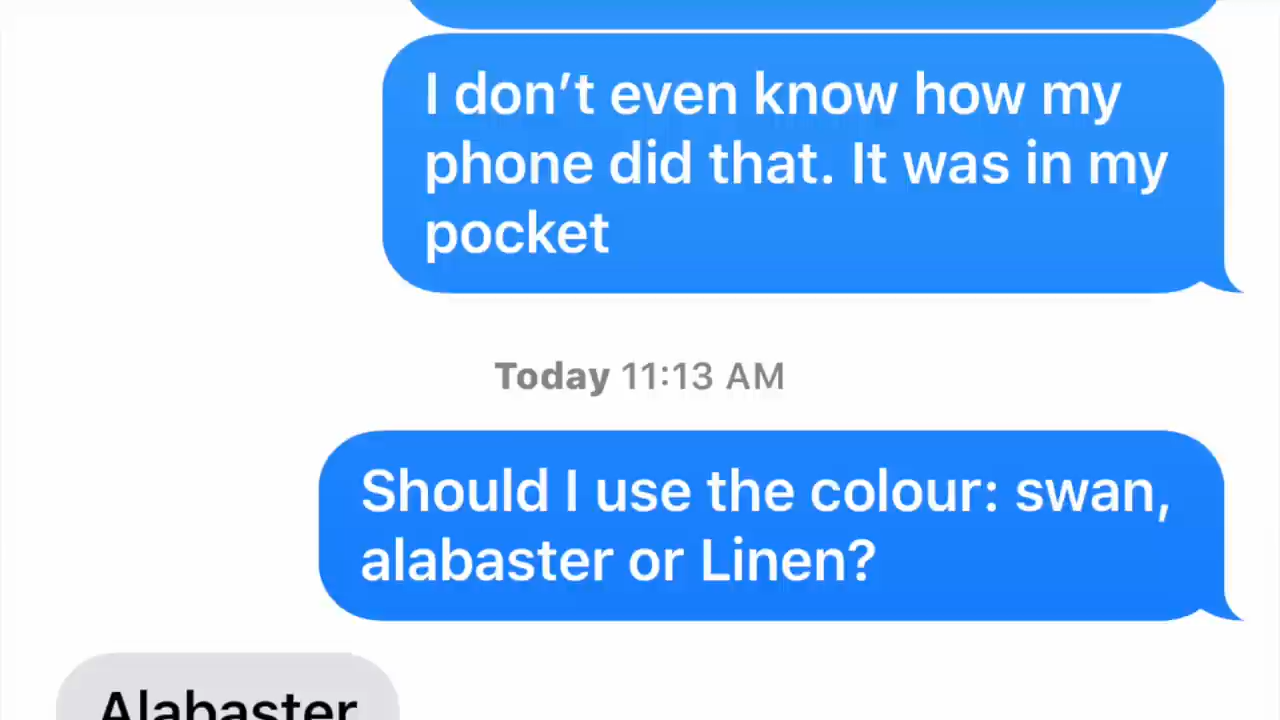 I don’t even know how my
phone did that. It was in my
pocket
Today 11:13 AM
Should I use the colour: swan,
alabaster or Linen?
Alabaster